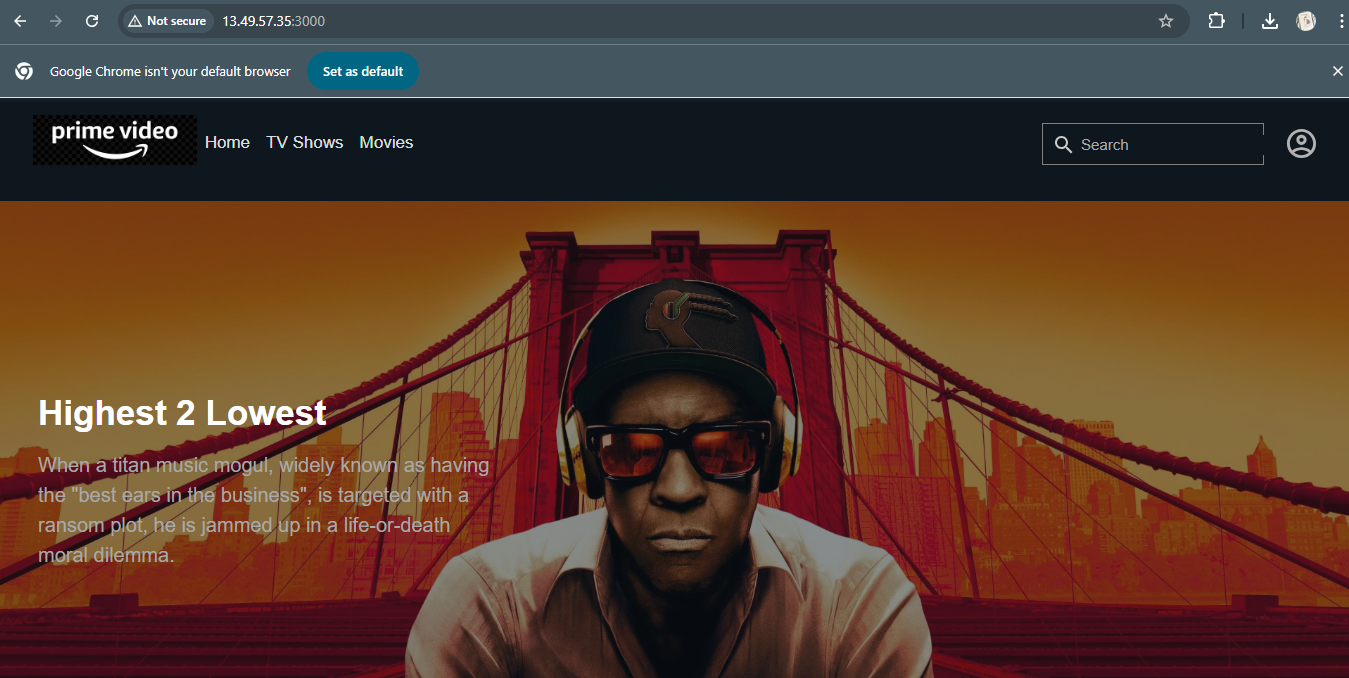 Not secure 13.49.57.35:3000
Google Chrome isn't your default browser Set as default
prime video Home TV Shows Movies Search
Highest 2 Lowest
When a titan music mogul, widely known as having
the "best ears in the business", is targeted with a
ransom plot, he is jammed up in a life-or-death
moral dilemma.